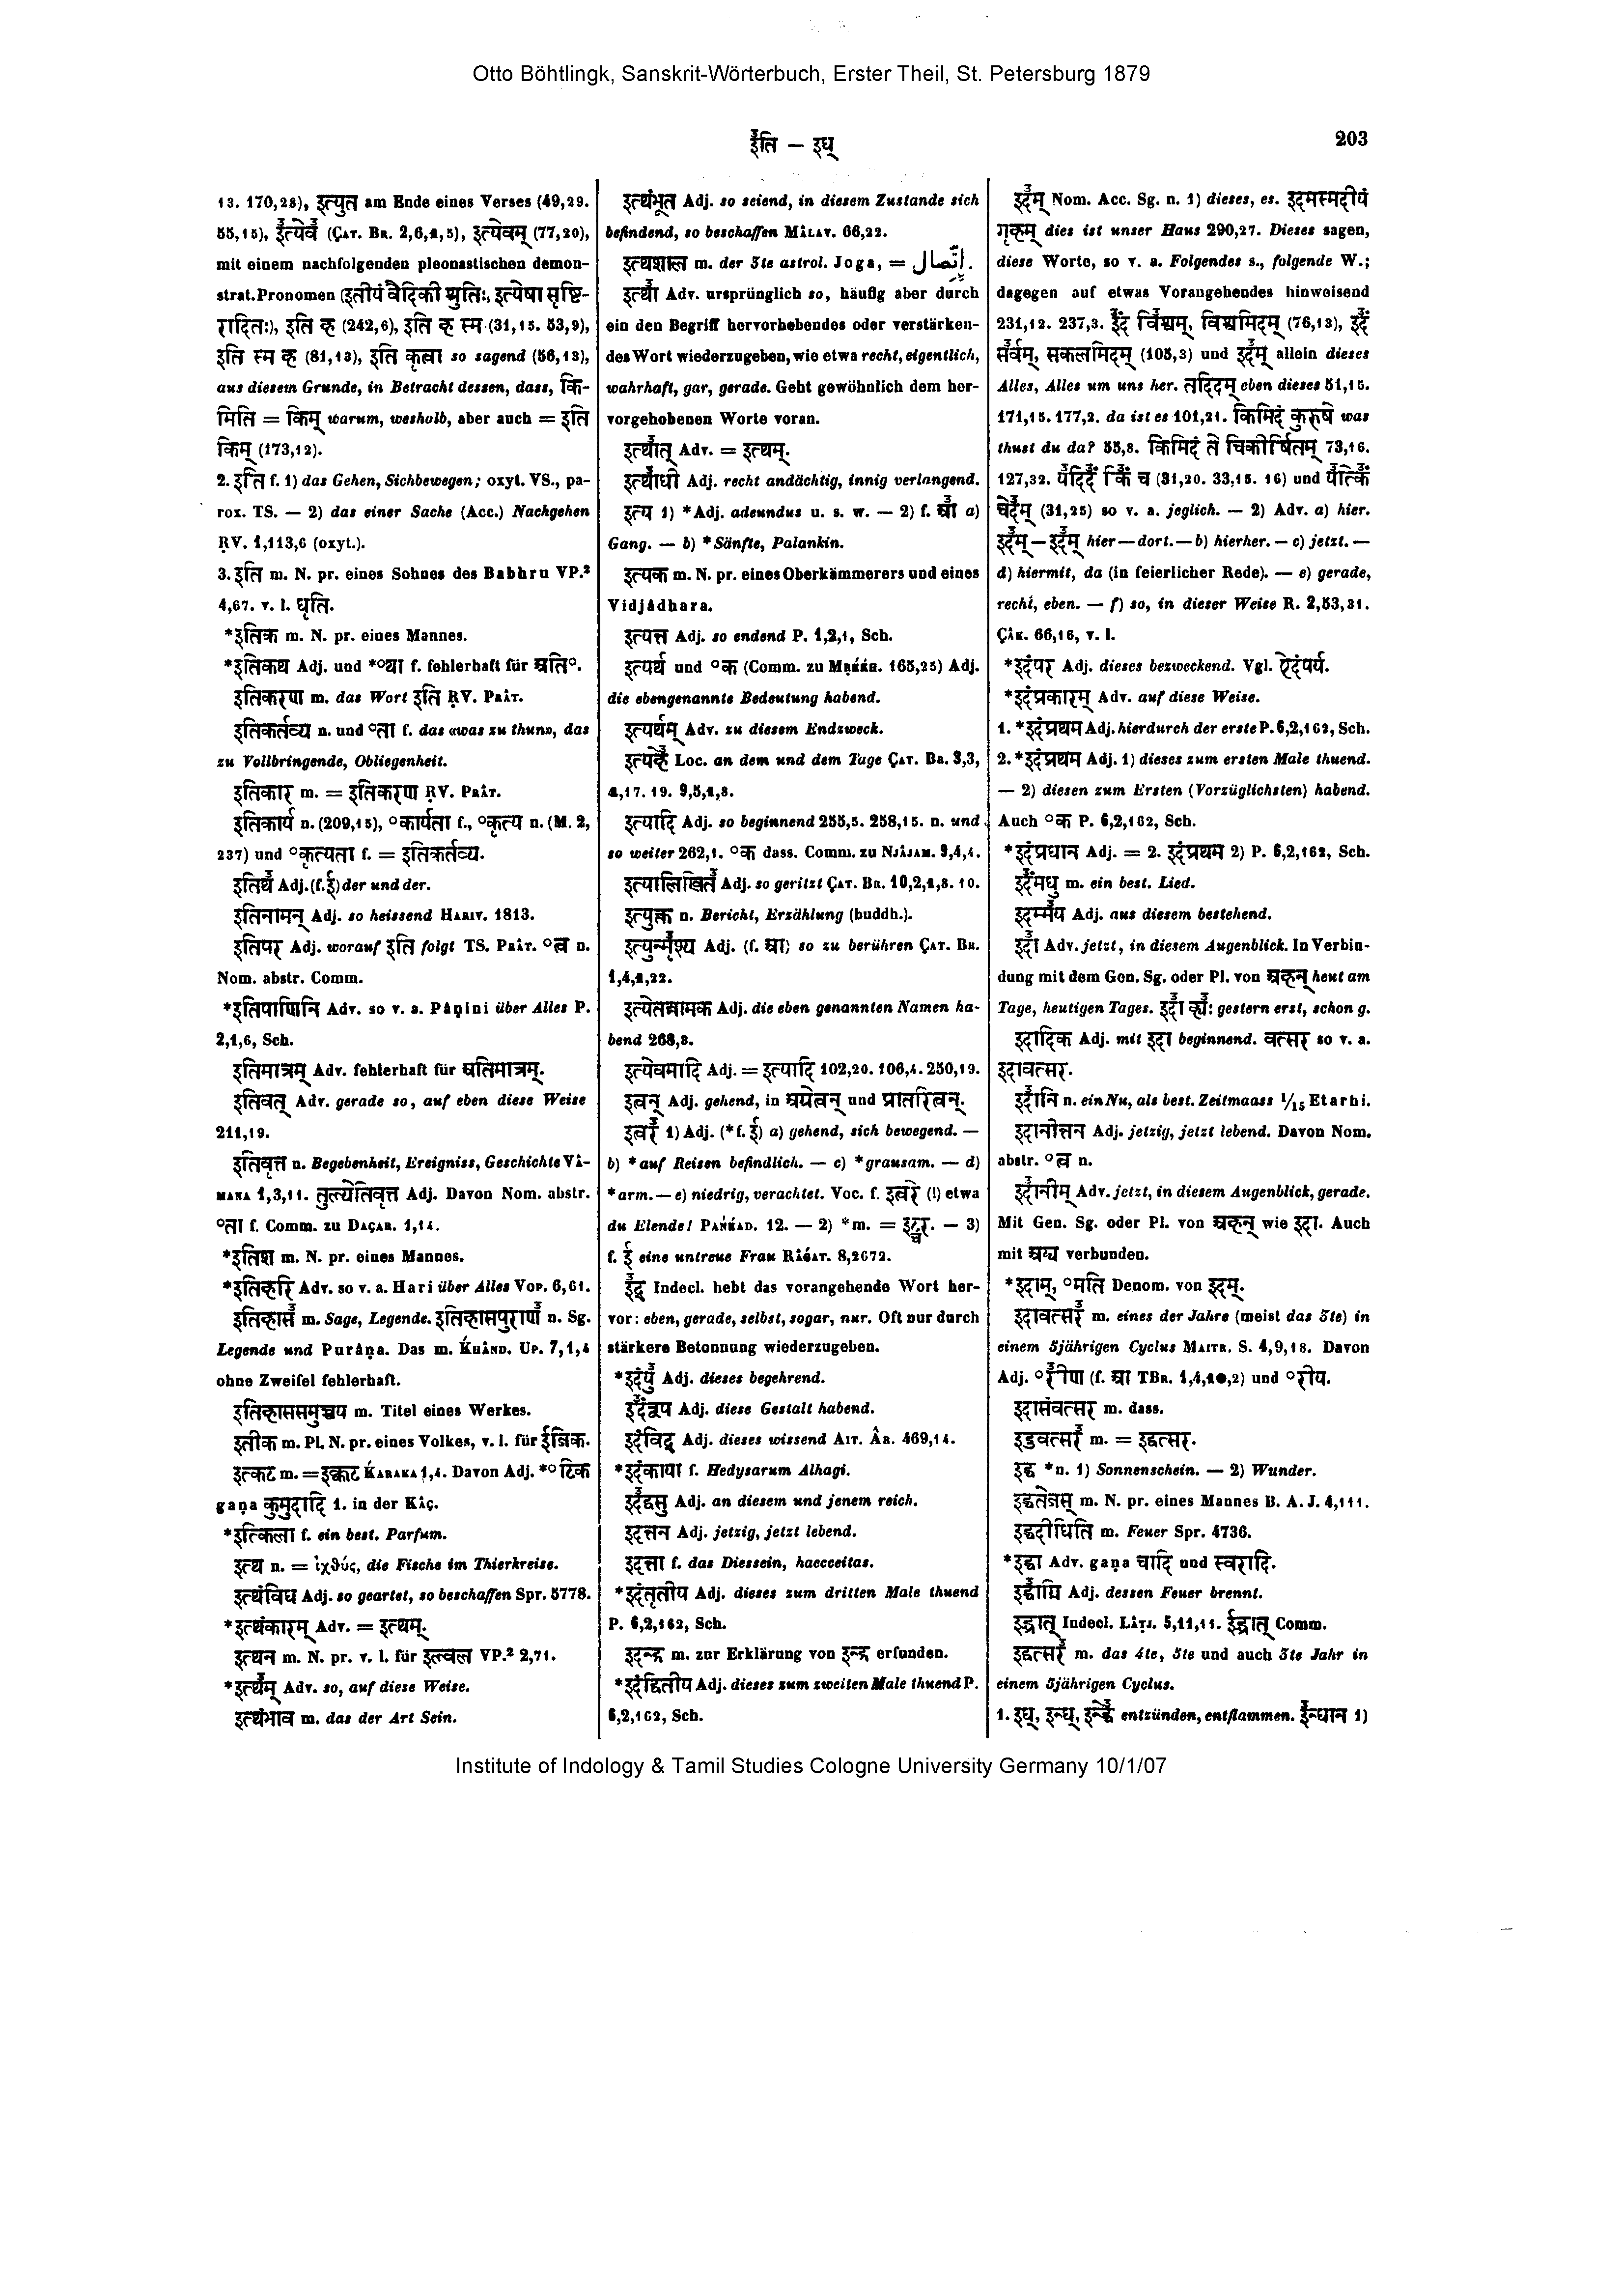 Otto Böhtlingk, Sanskrit-Wörterbuch, Erster Theil, St. Petersburg 1879
इँति – इध्
203
13. 170,28), इत्युत am Ende eines Verses (49,29.
55,15), (ÇAT. BR. 2,6,1,5), इत्येवम् (77,20),
mit einem nachfolgenden pleonastischen demon-
strat. Pronomen (इतीयं वैदिकी श्रुतिः, इत्येषा सृष्टि-
रादितः), इति ह (242,6), इति ह स्म (31,15. 53,9),
इति स्म ह (81,13), इति कृत्वा so sagend (56,13),
aus diesem Grunde, in Betracht dessen, dass, कि-
मिति = किम् warum, weshalb, aber auch = इति
किम् (173,12).
2. इति f. 1) das Gehen, Sichbewegen; oxyt. VS., pa-
rox. TS. — 2) das einer Sache (Acc.) Nachgehen
ṚV. 1,113,6 (oxyt.).
3. इति m. N. pr. eines Sohnes des Babhru VP.²
4,67. v. l. धृति.
*इतिक m. N. pr. eines Mannes.
*इतिकथ Adj. und *°था f. fehlerhaft für अति°.
इतिकरण m. das Wort इति ṚV. PRÂT.
इतिकर्तव्य n. und °ता f. das «was zu thun», das
zu Vollbringende, Obliegenheit.
इतिकार m. = इतिकरण ṚV. PRÂT.
इतिकार्य n. (209,15), °कार्यता f., °कृत्य n. (M. 2,
237) und °कृत्यता f. = इतिकर्तव्य.
इतिथँ Adj. (f. ई) der und der.
इतिनामन् Adj. so heissend HARIV. 1813.
इतिपर Adj. worauf इति folgt TS. PRÂT. °त्व n.
Nom. abstr. Comm.
*इतिपाणिनि Adv. so v. a. Pâṇini über Alles P.
2,1,6, Sch.
इतिमात्रम् Adv. fehlerhaft für अतिमात्रम्.
इतिवत् Adv. gerade so, auf eben diese Weise
211,19.
इतिवृत्त n. Begebenheit, Ereigniss, Geschichte VÂ-
MANA 1,3,11. तुल्येतिवृत्त Adj. Davon Nom. abstr.
°ता f. Comm. zu DAÇAR. 1,14.
*इतिश m. N. pr. eines Mannes.
*इतिहरि Adv. so v. a. Hari über Alles VOP. 6,61.
इतिहासँ m. Sage, Legende. इतिहासपुराणँ n. Sg.
Legende und Purâṇa. Das m. ḰHÂND. UP. 7,1,4
ohne Zweifel fehlerhaft.
इतिहाससमुच्चय m. Titel eines Werkes.
इतीक m. Pl. N. pr. eines Volkes, v. l. für ईजिक.
इत्कट m. = इक्कट ḰARAKA 1,4. Davon Adj. *°टिक
gaṇa कुमुदादि 1. in der KÂÇ.
*इत्किला f. ein best. Parfum.
इत्थ n. = ἰχθύς, die Fische im Thierkreise.
इत्थंविध Adj. so geartet, so beschaffen Spr. 5778.
*इत्थंकारम् Adv. = इत्थम्.
इत्थन m. N. pr. v. l. für इल्वल VP.² 2,71.
*इत्थँम् Adv. so, auf diese Weise.
इत्थंभाव m. das der Art Sein.
इत्थंभूत Adj. so seiend, in diesem Zustande sich
befindend, so beschaffen MÂLAV. 66,22.
इत्थशाल m. der 3te astrol. Joga, = إتّصال.
इत्थाँ Adv. ursprünglich so, häufig aber durch
ein den Begriff hervorhebendes oder verstärken-
des Wort wiederzugeben, wie etwa recht, eigentlich,
wahrhaft, gar, gerade. Geht gewöhnlich dem her-
vorgehobenen Worte voran.
इत्थाँत् Adv. = इत्थम्.
इत्थाँधी Adj. recht andächtig, innig verlangend.
इत्य 1) *Adj. adeundus u. s. w. — 2) f. आँ a)
Gang. — b) *Sänfte, Palankin.
इत्यक m. N. pr. eines Oberkämmerers und eines
Vidjâdhara.
इत्यन्त Adj. so endend P. 1,2,1, Sch.
इत्यर्थ und °क (Comm. zu MṚḰḰH. 165,25) Adj.
die ebengenannte Bedeutung habend.
इत्यर्थम् Adv. zu diesem Endzweck.
इत्यहेँ Loc. an dem und dem Tage ÇAT. BR. 3,3,
4,17. 19. 9,5,1,8.
इत्यादि Adj. so beginnend 255,5. 258,15. n. und
so weiter 262,1. °क dass. Comm. zu NJÂJAM. 9,4,4.
इत्यालिखितँ Adj. so geritzt ÇAT. BR. 10,2,1,8. 10.
इत्युक्त n. Bericht, Erzählung (buddh.).
इत्युन्मृँश्य Adj. (f. आ) so zu berühren ÇAT. BR.
1,4,1,22.
इत्येतन्नामक Adj. die eben genannten Namen ha-
bend 268,8.
इत्येवमादि Adj. = इत्यादि 102,20. 106,4. 250,19.
इत्वन् Adj. gehend, in अग्रेत्वन् und प्रातरित्वन्.
इत्वरँ 1) Adj. (*f. ई) a) gehend, sich bewegend. —
b) *auf Reisen befindlich. — c) *grausam. — d)
*arm. — e) niedrig, verachtet. Voc. f. इत्वरे (!) etwa
du Elende! PAṄḰAD. 12. — 2) *m. = — 3)
f. ई eine untreue Frau RÂǴAT. 8,2672.
इँद् Indecl. hebt das vorangehende Wort her-
vor: eben, gerade, selbst, sogar, nur. Oft nur durch
stärkere Betonnung wiederzugeben.
*इदंयुँ Adj. dieses begehrend.
इदँंरूप Adj. diese Gestalt habend.
इदंविद् Adj. dieses wissend AIT. ÂR. 469,14.
*इदंकाया f. Hedysarum Alhagi.
इदँद्वसु Adj. an diesem und jenem reich.
इदंतन Adj. jetzig, jetzt lebend.
इदंता f. das Diessein, haecceitas.
*इदंतृतीय Adj. dieses zum dritten Male thuend
P. 6,2,162, Sch.
इदन्द्र m. zur Erklärung von इन्द्र erfunden.
*इदंद्वितीय Adj. dieses zum zweiten Male thuend P.
6,2,162, Sch.
इदँम् Nom. Acc. Sg. n. 1) dieses, es. इदमस्मदीयं
गृहम् dies ist unser Haus 290,27. Dieses sagen,
diese Worte, so v. a. Folgendes s., folgende W.;
dagegen auf etwas Vorangehendes hinweisend
231,12. 237,3. इदँं विँश्वम्, विश्वमिदम् (76,13), इदँं
सँर्वम्, सकलमिदम् (105,3) und इदँम् allein dieses
Alles, Alles um uns her. तदिदम् eben dieses 51,15.
171,15. 177,2. da ist es 101,21. किमिदं कुरुषे was
thust du da? 55,8. किमिदं ते चिकीर्षितम् 73,16.
127,32. यँदिदँं किँं च (31,20. 33,15. 16) und यँत्किँं
चेदँम् (31,25) so v. a. jeglich. — 2) Adv. a) hier.
इदँम् — इदँम् hier — dort. — b) hierher. — c) jetzt. —
d) hiermit, da (in feierlicher Rede). — e) gerade,
recht, eben. — f) so, in dieser Weise R. 2,53,31.
ÇÂK. 66,16, v. l.
*इदंपर Adj. dieses bezweckend. Vgl. ऐदंपर्य.
*इदंप्रकारम् Adv. auf diese Weise.
1. *इदंप्रथम Adj. hierdurch der erste P. 6,2,162, Sch.
2. *इदंप्रथम Adj. 1) dieses zum ersten Male thuend.
— 2) diesen zum Ersten (Vorzüglichsten) habend.
Auch °क P. 6,2,162, Sch.
*इदंप्रधान Adj. = 2. इदंप्रथम 2) P. 6,2,162, Sch.
इदँंमधु m. ein best. Lied.
इदम्मँय Adj. aus diesem bestehend.
इदाँ Adv. jetzt, in diesem Augenblick. In Verbin-
dung mit dem Gen. Sg. oder Pl. von अहन् heut am
Tage, heutigen Tages. इदाँ ह्यँः gestern erst, schon g.
इदादिक Adj. mit इदा beginnend. वत्सर so v. a.
इदावत्सर.
इदाँनि n. ein Nu, als best. Zeitmaass 1/15 Etarhi.
इदानींतन Adj. jetzig, jetzt lebend. Davon Nom.
abstr. °त्व n.
इदाँनीम् Adv. jetzt, in diesem Augenblick, gerade.
Mit Gen. Sg. oder Pl. von अहन् wie इदा. Auch
mit अद्य verbunden.
*इदाम्, °मति Denom. von इदम्.
इदावत्सरँ m. eines der Jahre (meist das 3te) in
einem 5jährigen Cyclus MAITR. S. 4,9,18. Davon
Adj. °रीँण (f. आ TBR. 1,4,10,2) und °रीय.
इदासंवत्सर m. dass.
इडुवत्सरँ m. = इद्वत्सर.
इद्ध *n. 1) Sonnenschein. — 2) Wunder.
इद्धतेजस् m. N. pr. eines Mannes B. A. J. 4,111.
इद्धदीधिति m. Feuer Spr. 4736.
*इद्धा Adv. gaṇa चादि und स्वरादि.
इद्धाँग्नि Adj. dessen Feuer brennt.
इद्रात् Indecl. LÂṬJ. 5,11,11. ईद्रात् Comm.
इद्वत्सरँ m. das 4te, 5te und auch 3te Jahr in
einem 5jährigen Cyclus.
1. इध्, इन्ध्, इन्द्धेँ entzünden, entflammen. इँन्धान 1)
Institute of Indology & Tamil Studies Cologne University Germany 10/1/07